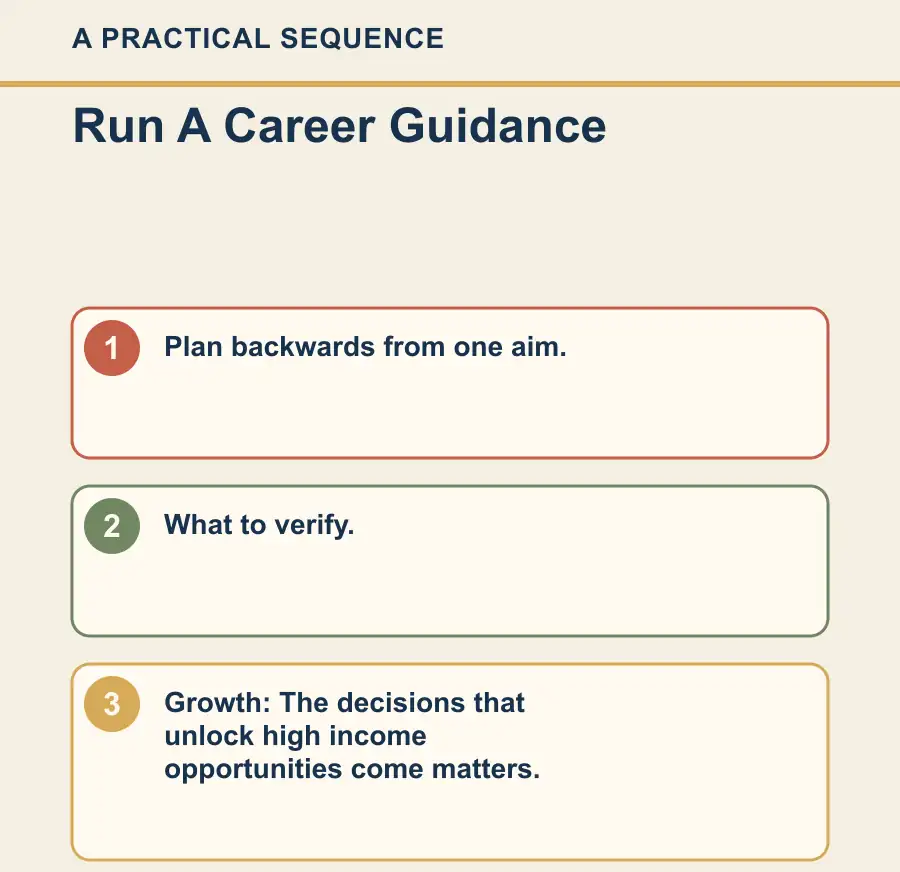 A PRACTICAL SEQUENCE
Run A Career Guidance
1
Plan backwards from one aim.
2
What to verify.
3
Growth: The decisions that
unlock high income
opportunities come matters.